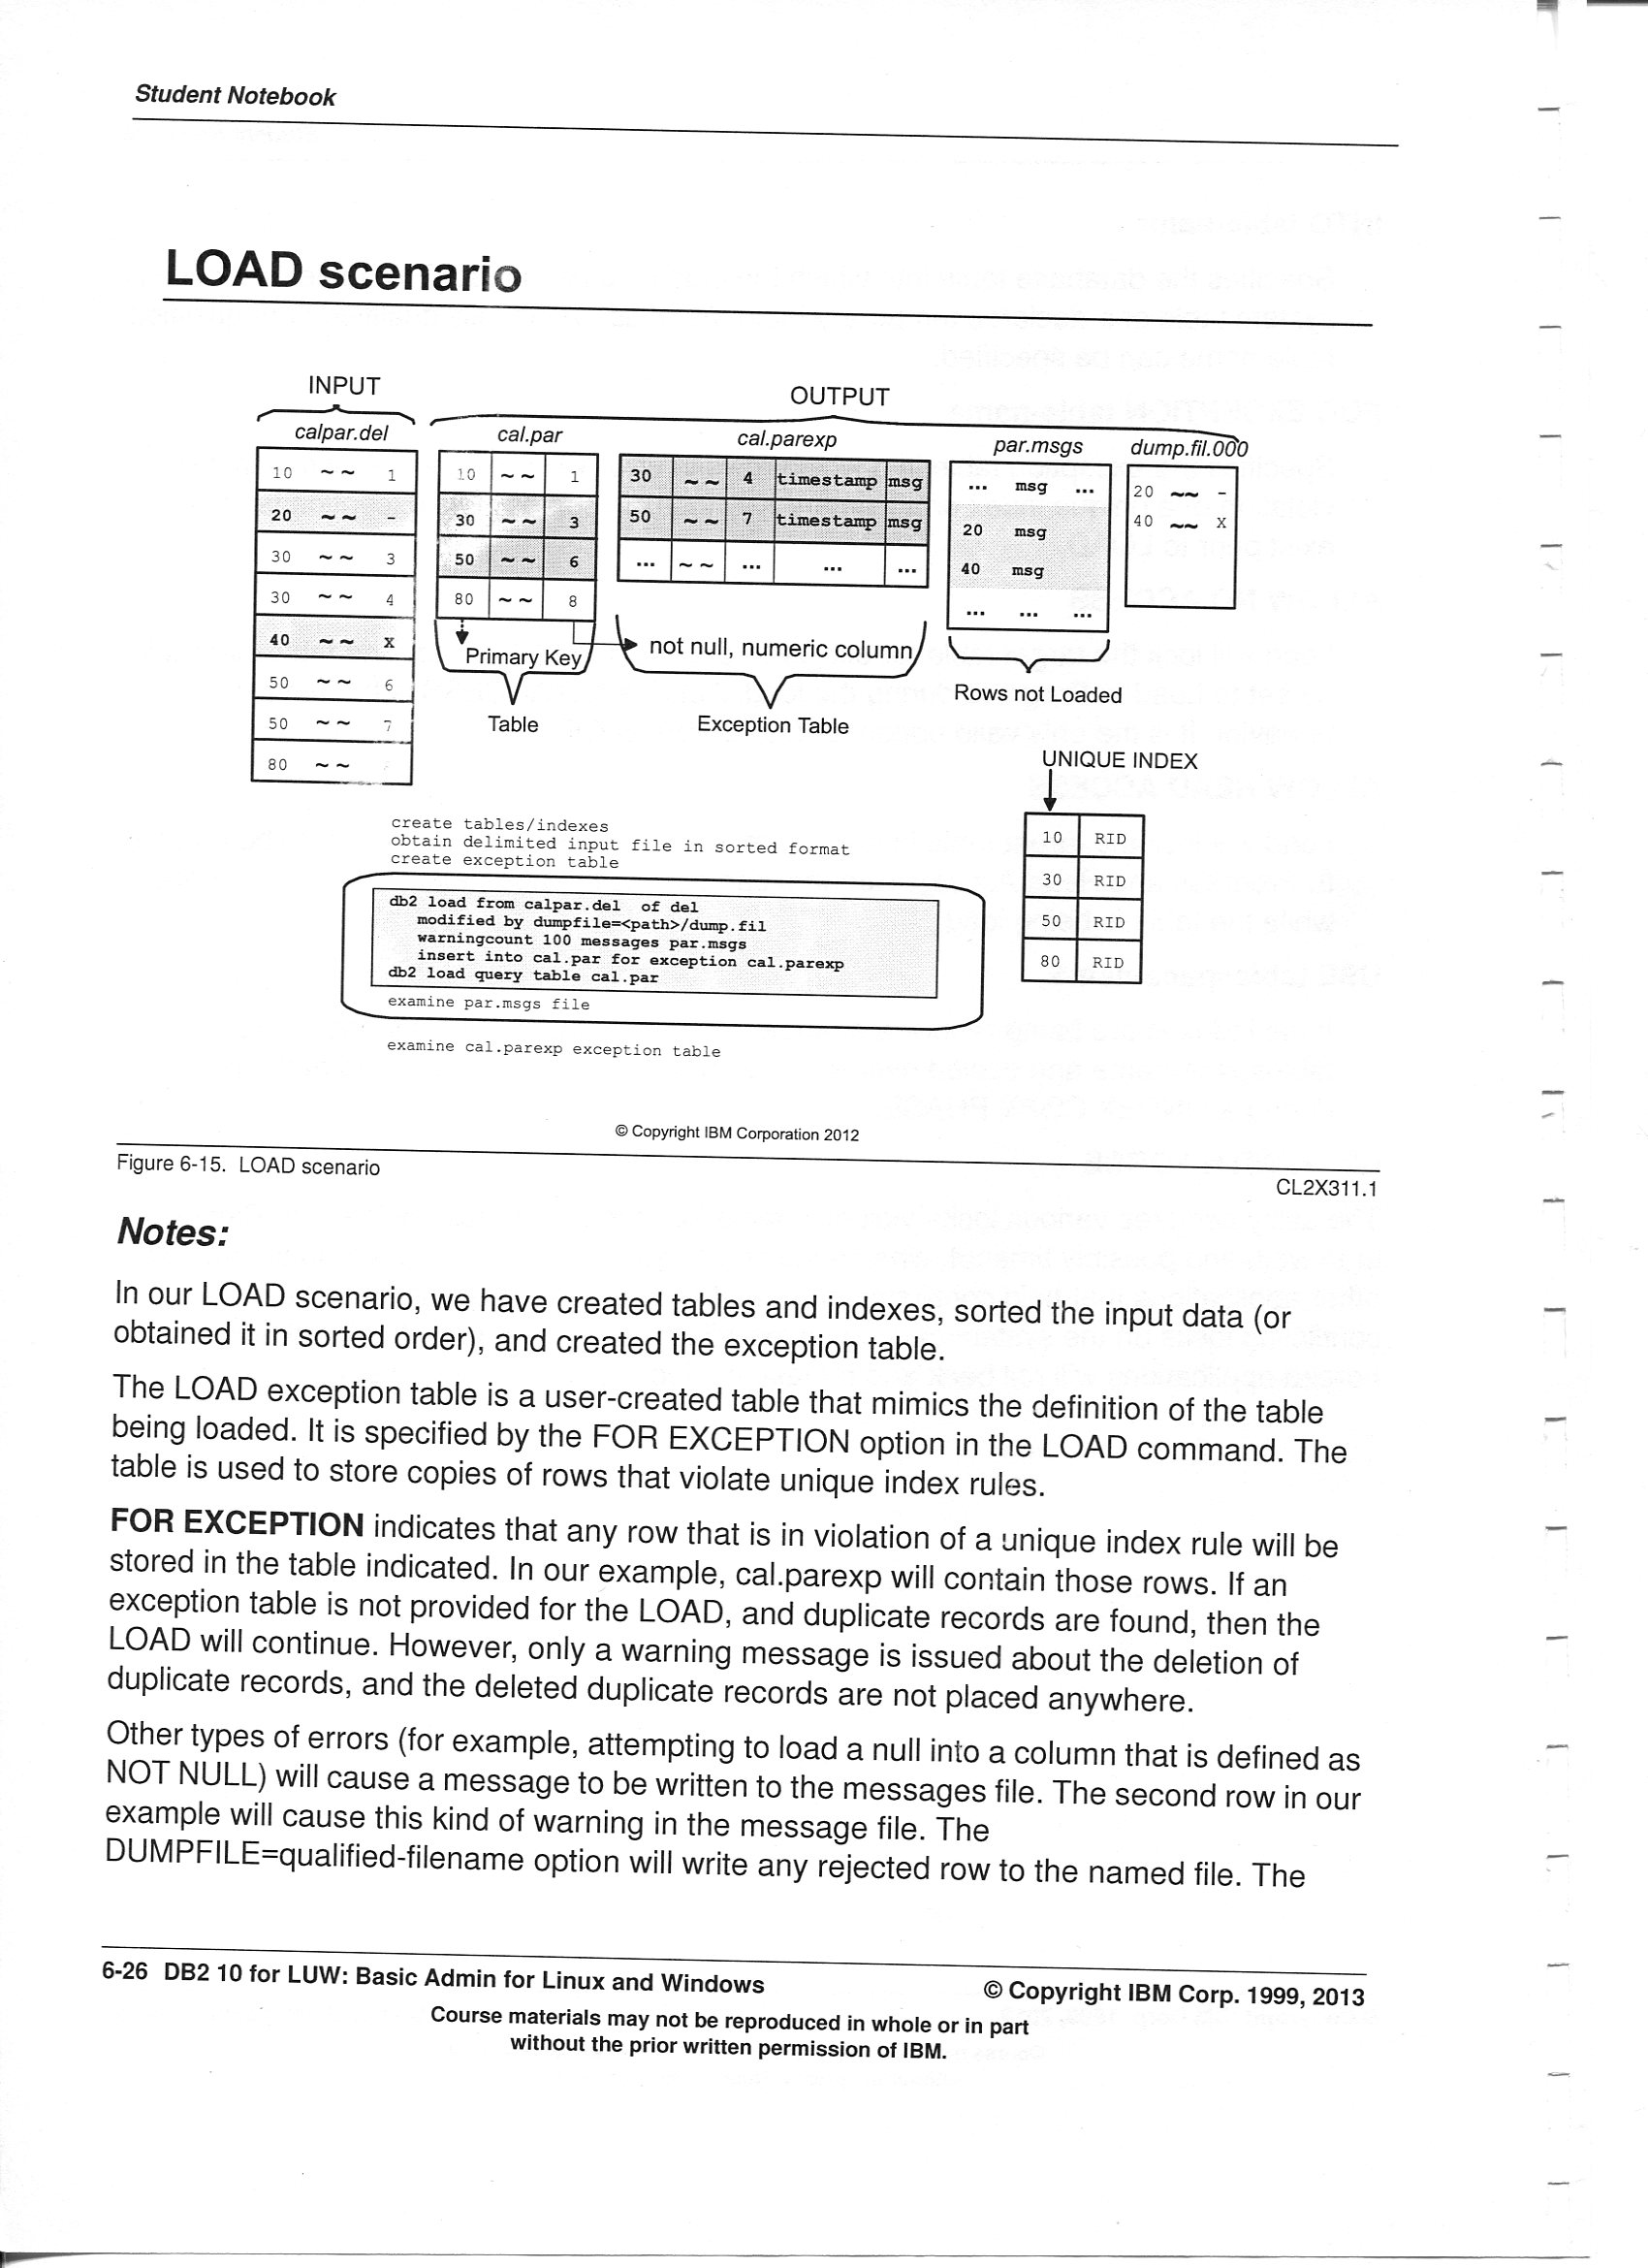 Student Notebook
LOAD scenario
INPUT
OUTPUT
calpar.del
cal.par
cal.parexp
par.msgs
dump.fil.000
10 ~~ 1
20 ~~ -
30 ~~ 3
30 ~~ 4
40 ~~ x
50 ~~ 6
50 ~~ 7
80 ~~
10 ~~ 1
30 ~~ 3
50 ~~ 6
80 ~~ 8
30 ~~ 4 timestamp msg
50 ~~ 7 timestamp msg
... ~~ ... ... ...
... msg ...
20 msg
40 msg
... ... ...
20 ~~ -
40 ~~ X
Primary Key
not null, numeric column
Table
Exception Table
Rows not Loaded
UNIQUE INDEX
10 RID
30 RID
50 RID
80 RID
create tables/indexes
obtain delimited input file in sorted format
create exception table
db2 load from calpar.del of del
modified by dumpfile=<path>/dump.fil
warningcount 100 messages par.msgs
insert into cal.par for exception cal.parexp
db2 load query table cal.par
examine par.msgs file
examine cal.parexp exception table
© Copyright IBM Corporation 2012
Figure 6-15. LOAD scenario
CL2X311.1
Notes:
In our LOAD scenario, we have created tables and indexes, sorted the input data (or
obtained it in sorted order), and created the exception table.
The LOAD exception table is a user-created table that mimics the definition of the table
being loaded. It is specified by the FOR EXCEPTION option in the LOAD command. The
table is used to store copies of rows that violate unique index rules.
FOR EXCEPTION indicates that any row that is in violation of a unique index rule will be
stored in the table indicated. In our example, cal.parexp will contain those rows. If an
exception table is not provided for the LOAD, and duplicate records are found, then the
LOAD will continue. However, only a warning message is issued about the deletion of
duplicate records, and the deleted duplicate records are not placed anywhere.
Other types of errors (for example, attempting to load a null into a column that is defined as
NOT NULL) will cause a message to be written to the messages file. The second row in our
example will cause this kind of warning in the message file. The
DUMPFILE=qualified-filename option will write any rejected row to the named file. The
6-26 DB2 10 for LUW: Basic Admin for Linux and Windows
© Copyright IBM Corp. 1999, 2013
Course materials may not be reproduced in whole or in part
without the prior written permission of IBM.